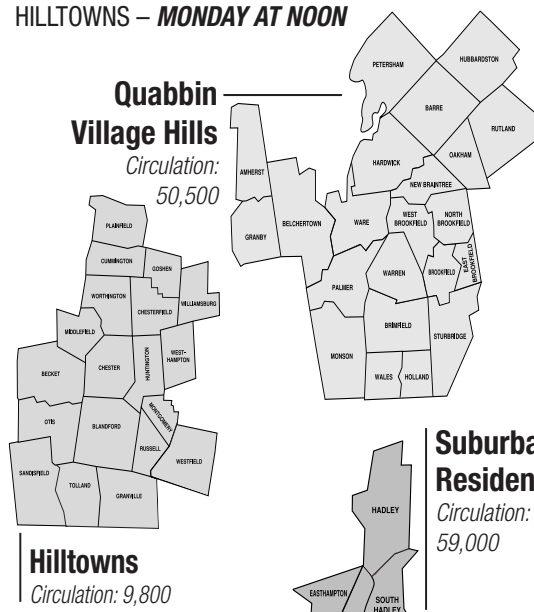 HILLTOWNS – MONDAY AT NOON
Quabbin
Village Hills
Circulation:
50,500
PETERSHAM
HUBBARDSTON
BARRE
RUTLAND
HARDWICK
OAKHAM
NEW BRAINTREE
AMHERST
BELCHERTOWN
GRANBY
WARE
WEST
BROOKFIELD
NORTH
BROOKFIELD
PALMER
WARREN
BROOKFIELD
EAST
BROOKFIELD
BRIMFIELD
STURBRIDGE
MONSON
WALES
HOLLAND
PLAINFIELD
CUMMINGTON
GOSHEN
WORTHINGTON
CHESTERFIELD
WILLIAMSBURG
MIDDLEFIELD
BECKET
CHESTER
HUNTINGTON
WEST-
HAMPTON
OTIS
BLANDFORD
MONTGOMERY
RUSSELL
WESTFIELD
SANDISFIELD
TOLLAND
GRANVILLE
Hilltowns
Circulation: 9,800
Suburba
Residen
Circulation:
59,000
HADLEY
EASTHAMPTON
SOUTH
HADLEY